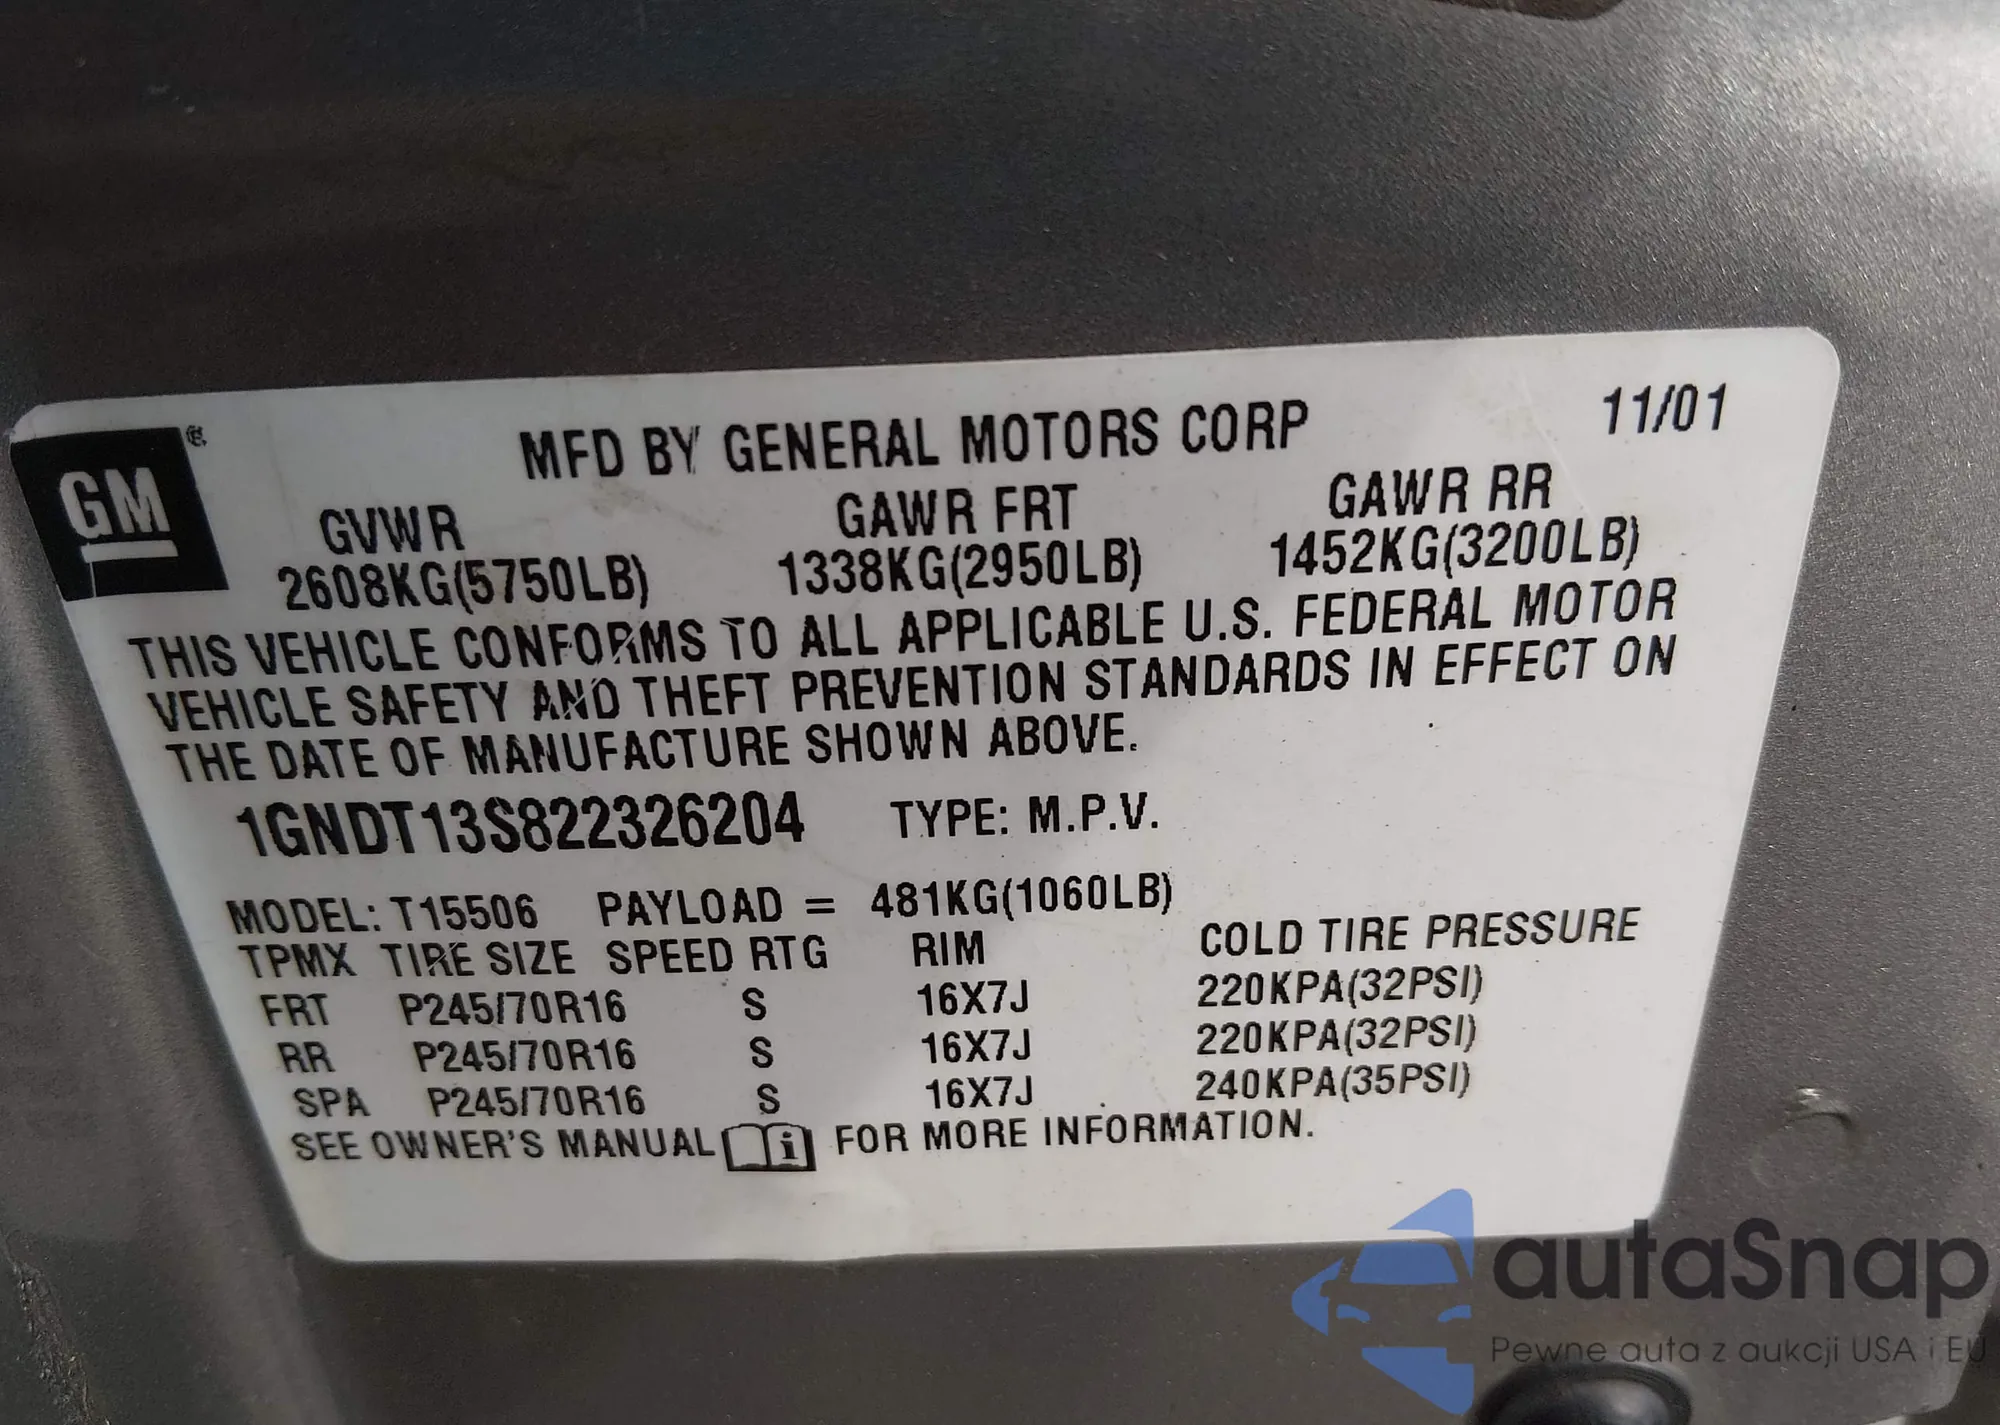 GM
MFD BY GENERAL MOTORS CORP 11/01
GVWR GAWR FRT GAWR RR
2608KG(5750LB) 1338KG(2950LB) 1452KG(3200LB)
THIS VEHICLE CONFORMS TO ALL APPLICABLE U.S. FEDERAL MOTOR
VEHICLE SAFETY AND THEFT PREVENTION STANDARDS IN EFFECT ON
THE DATE OF MANUFACTURE SHOWN ABOVE.
1GNDT13S822326204 TYPE: M.P.V.
MODEL: T15506 PAYLOAD = 481KG(1060LB)
TPMX TIRE SIZE SPEED RTG RIM COLD TIRE PRESSURE
FRT P245/70R16 S 16X7J 220KPA(32PSI)
RR P245/70R16 S 16X7J 220KPA(32PSI)
SPA P245/70R16 S 16X7J 240KPA(35PSI)
SEE OWNER'S MANUAL i FOR MORE INFORMATION.
autaSnap
Pewne auta z aukcji USA i EU